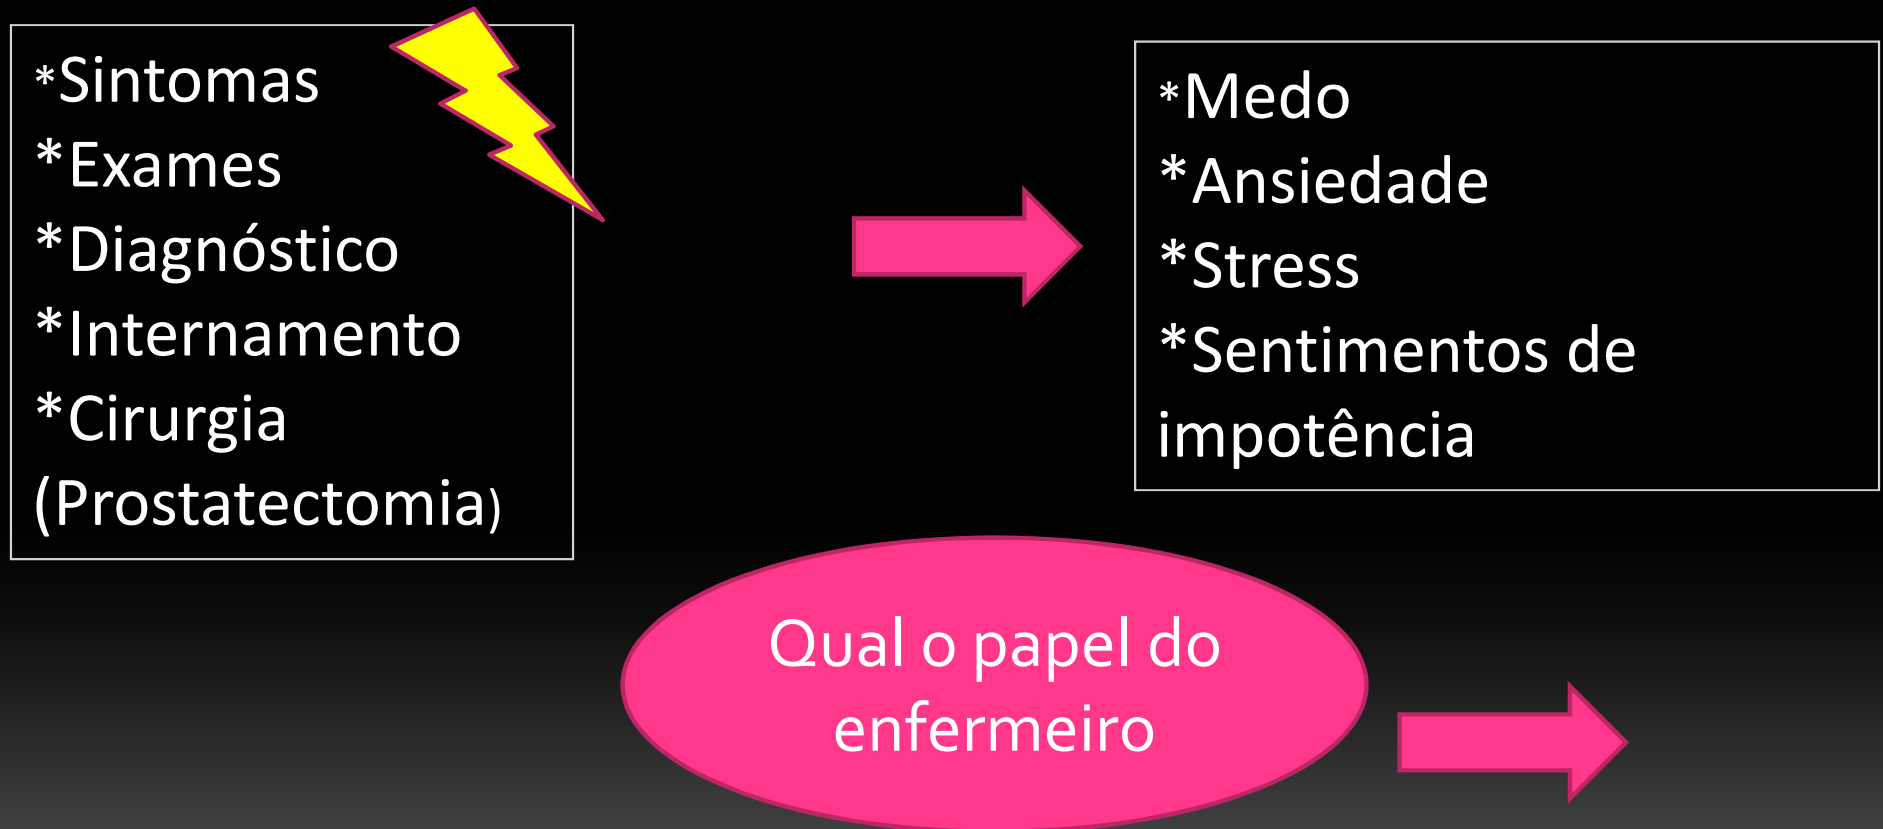 *Sintomas
*Exames
*Diagnóstico
*Internamento
*Cirurgia
(Prostatectomia)
*Medo
*Ansiedade
*Stress
*Sentimentos de
impotência
Qual o papel do
enfermeiro